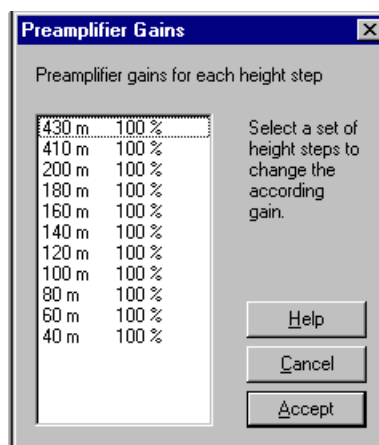 Preamplifier Gains
Preamplifier gains for each height step
430 m 100 %
410 m 100 %
200 m 100 %
180 m 100 %
160 m 100 %
140 m 100 %
120 m 100 %
100 m 100 %
80 m 100 %
60 m 100 %
40 m 100 %
Select a set of
height steps to
change the
according
gain.
Help
Cancel
Accept